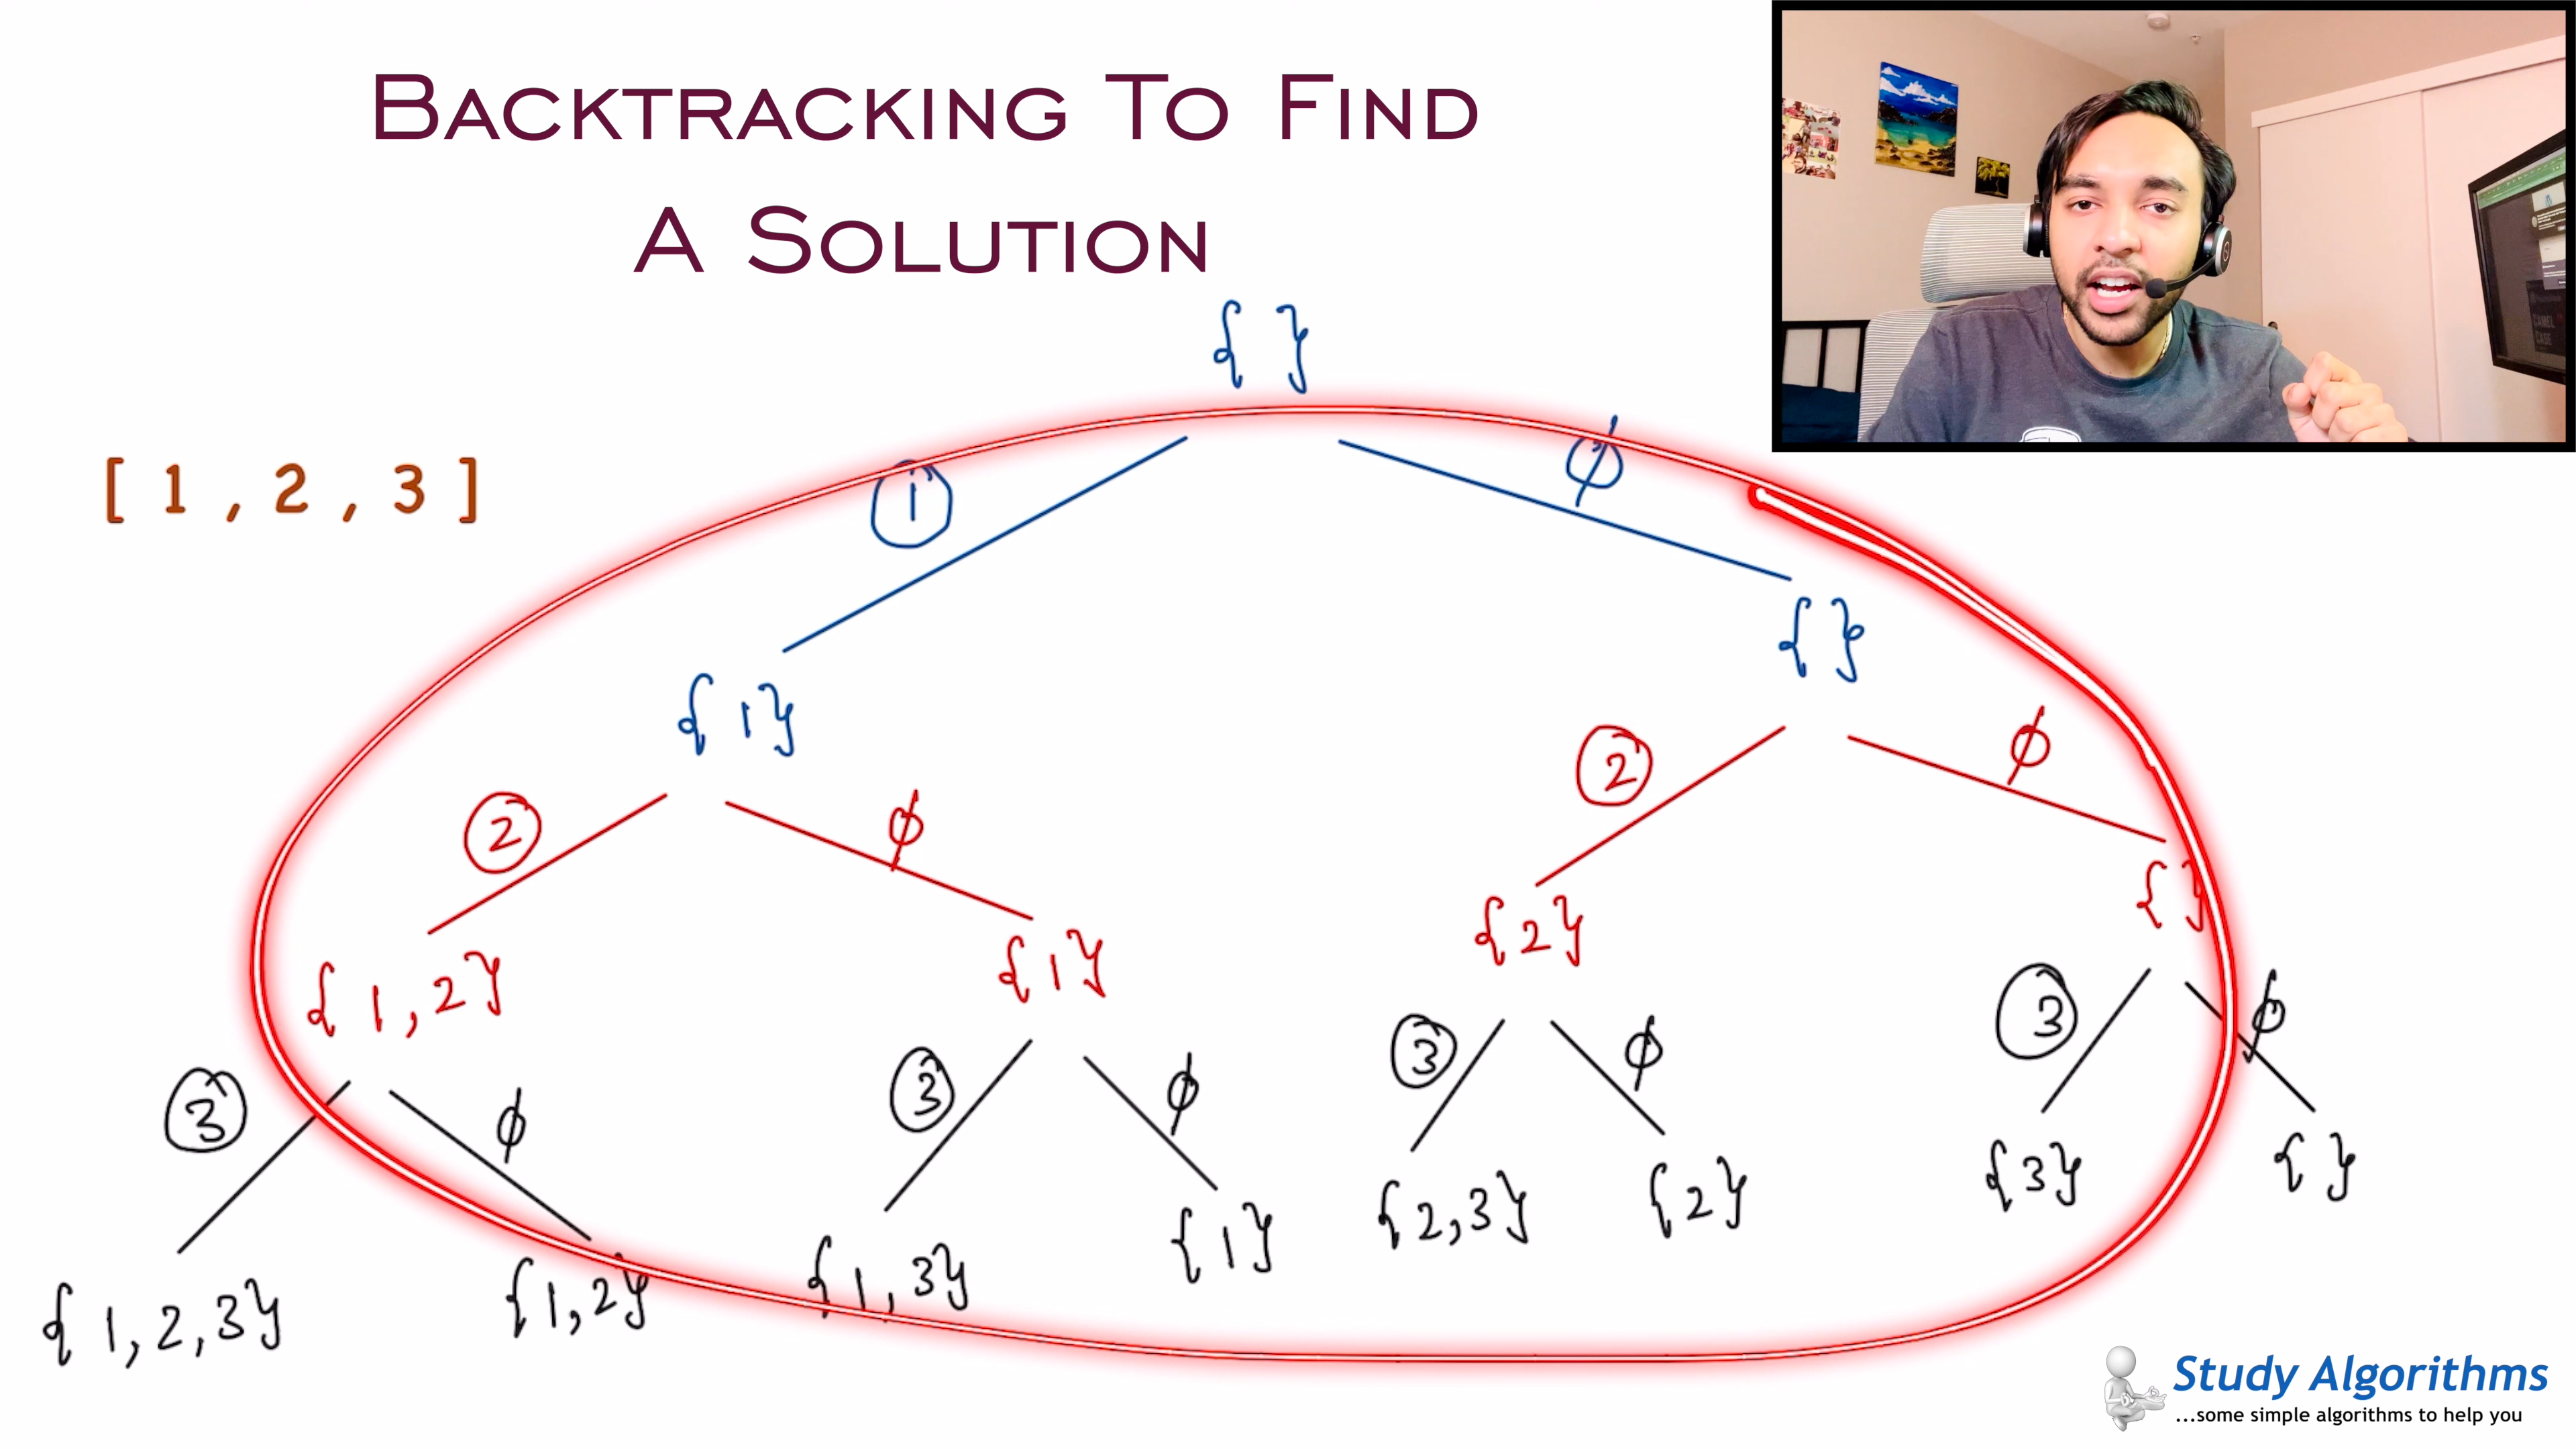 BACKTRACKING TO FIND
A SOLUTION
{ }
[ 1 , 2 , 3 ]
① ϕ
{1} { }
② ϕ ② ϕ
{1,2} {1} {2} { }
③ ϕ ③ ϕ ③ ϕ ③ ϕ
{1,2,3} {1,2} {1,3} {1} {2,3} {2} {3} { }
Study Algorithms
...some simple algorithms to help you